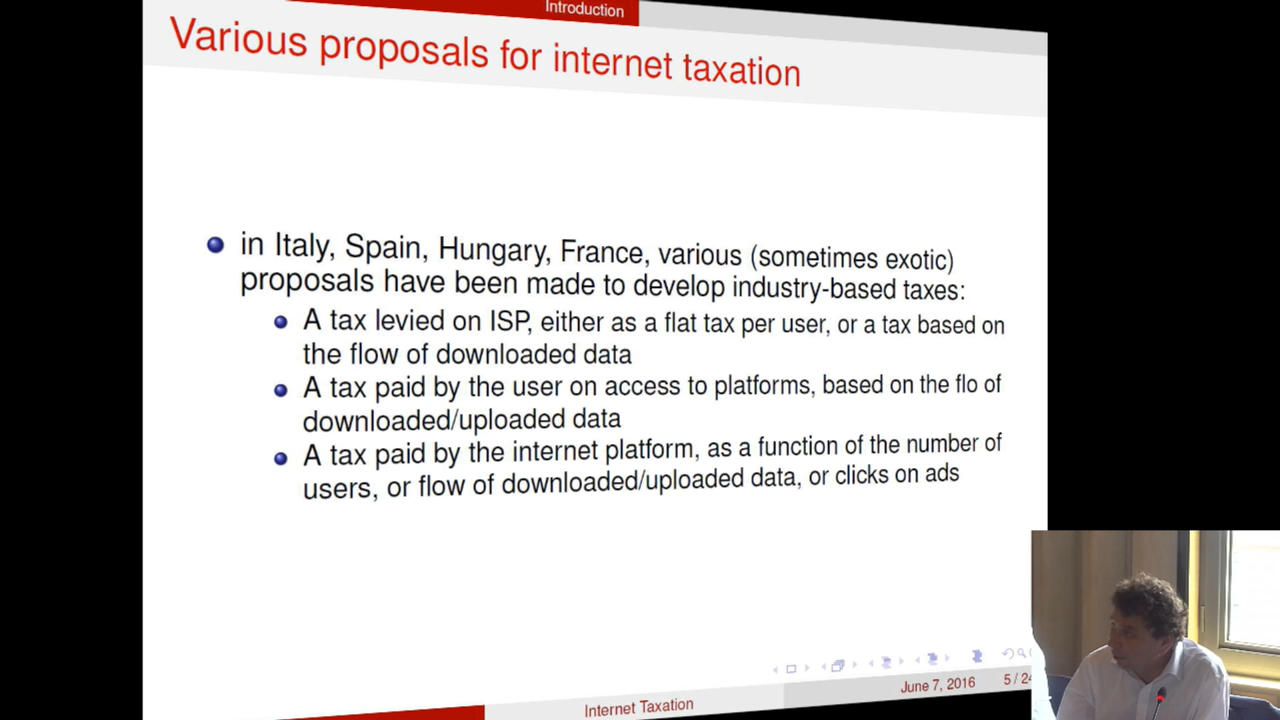 Introduction
Various proposals for internet taxation
in Italy, Spain, Hungary, France, various (sometimes exotic)
proposals have been made to develop industry-based taxes:
A tax levied on ISP, either as a flat tax per user, or a tax based on
the flow of downloaded data
A tax paid by the user on access to platforms, based on the flo of
downloaded/uploaded data
A tax paid by the internet platform, as a function of the number of
users, or flow of downloaded/uploaded data, or clicks on ads
Internet Taxation
June 7, 2016
5 / 24